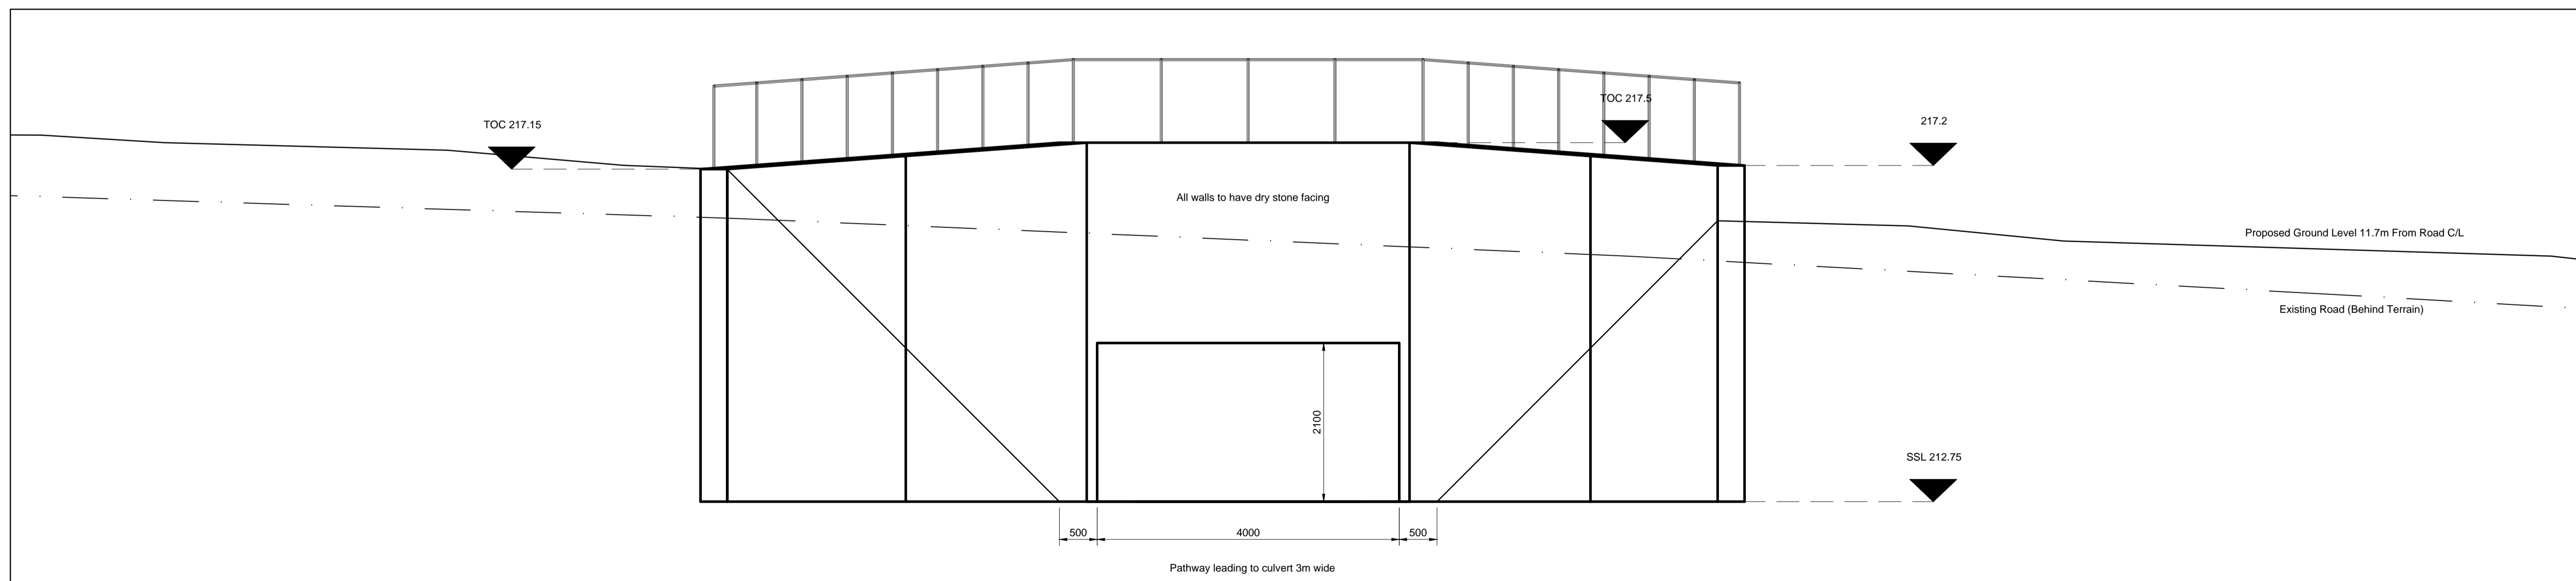 TOC 217.5
TOC 217.15
217.2
All walls to have dry stone facing
Proposed Ground Level 11.7m From Road C/L
Existing Road (Behind Terrain)
2100
SSL 212.75
500
4000
500
Pathway leading to culvert 3m wide